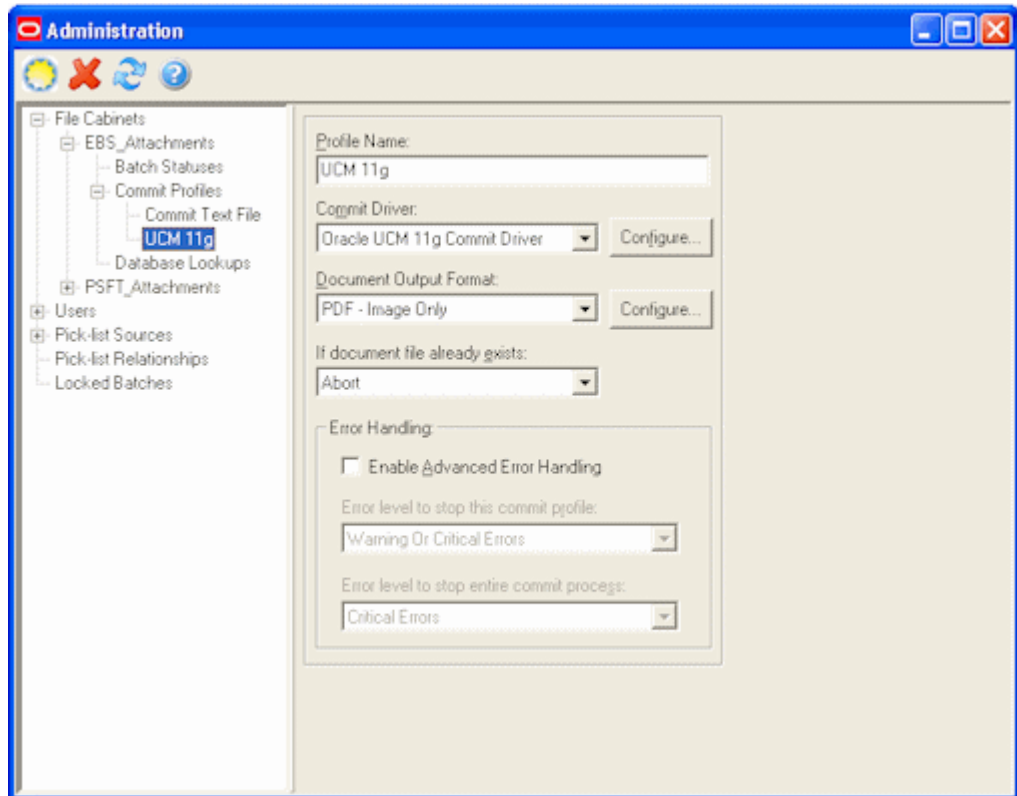 Administration
File Cabinets
EBS_Attachments
Batch Statuses
Commit Profiles
Commit Text File
UCM 11g
Database Lookups
PSFT_Attachments
Users
Pick-list Sources
Pick-list Relationships
Locked Batches
Profile Name:
UCM 11g
Commit Driver:
Oracle UCM 11g Commit Driver
Configure...
Document Output Format:
PDF - Image Only
Configure...
If document file already exists:
Abort
Error Handling:
Enable Advanced Error Handling
Error level to stop this commit profile:
Warning Or Critical Errors
Error level to stop entire commit process:
Critical Errors